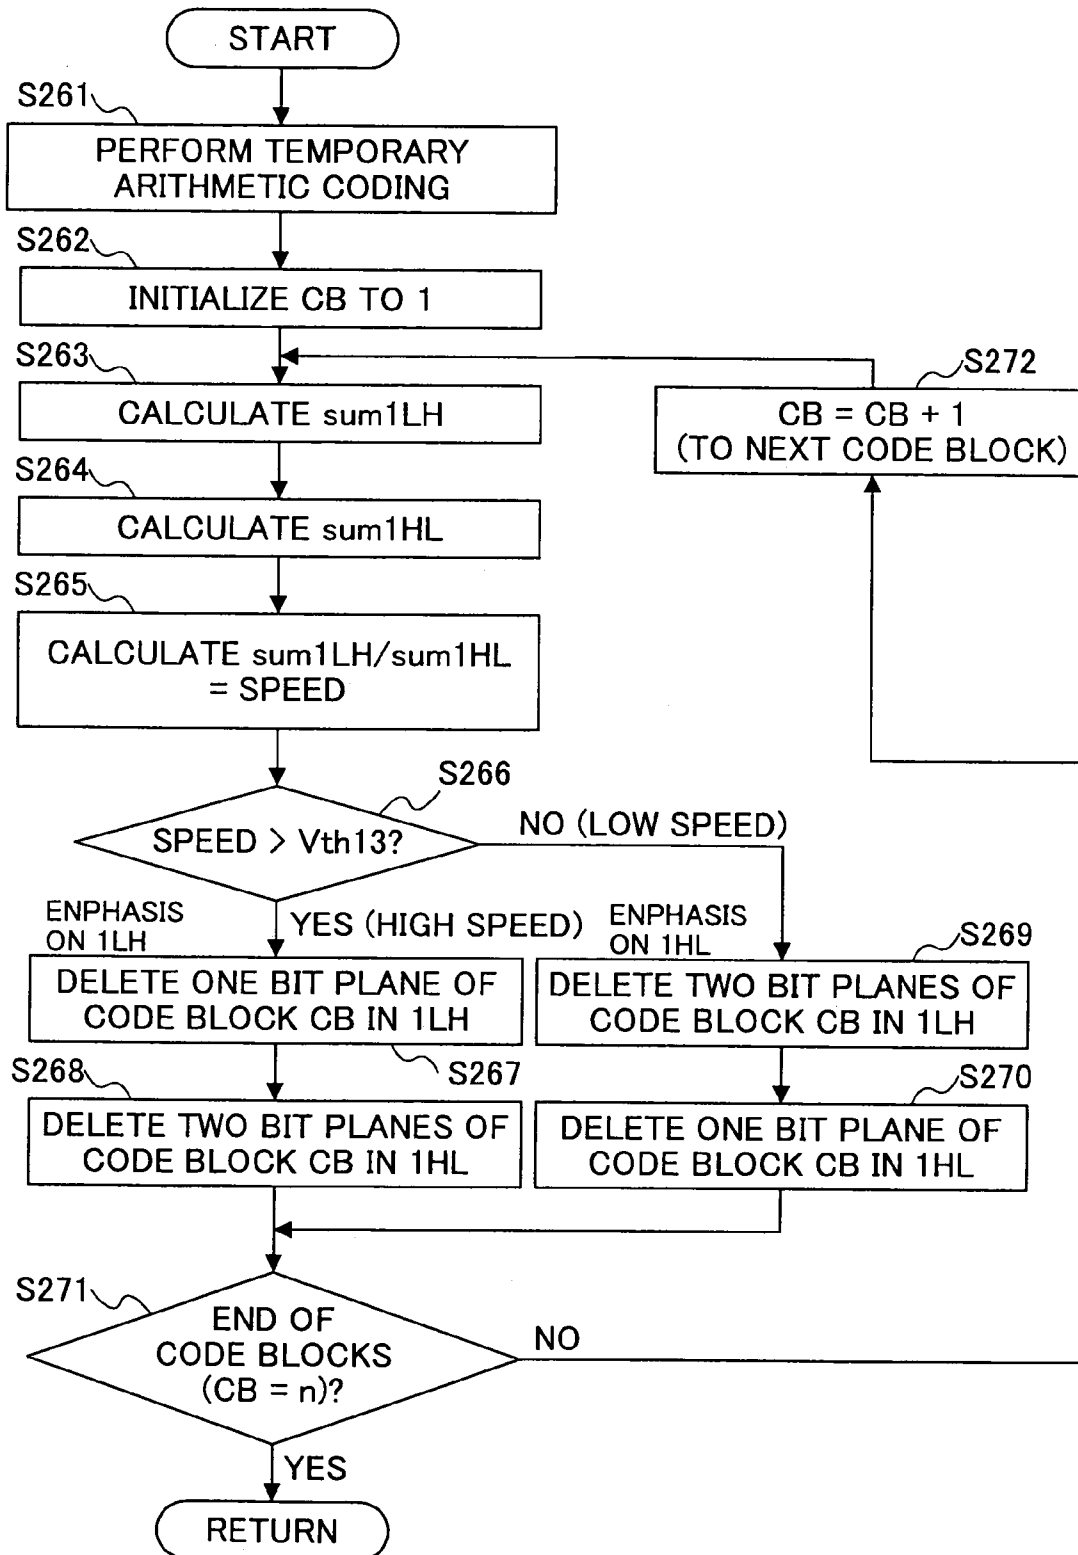 START
S261
PERFORM TEMPORARY
ARITHMETIC CODING
S262
INITIALIZE CB TO 1
S263
CALCULATE sum1LH
S272
CB = CB + 1
(TO NEXT CODE BLOCK)
S264
CALCULATE sum1HL
S265
CALCULATE sum1LH/sum1HL
= SPEED
S266
SPEED > Vth13?
NO (LOW SPEED)
YES (HIGH SPEED)
ENPHASIS
ON 1LH
DELETE ONE BIT PLANE OF
CODE BLOCK CB IN 1LH
S267
S268
DELETE TWO BIT PLANES OF
CODE BLOCK CB IN 1HL
ENPHASIS
ON 1HL
S269
DELETE TWO BIT PLANES OF
CODE BLOCK CB IN 1LH
S270
DELETE ONE BIT PLANE OF
CODE BLOCK CB IN 1HL
S271
END OF
CODE BLOCKS
(CB = n)?
NO
YES
RETURN